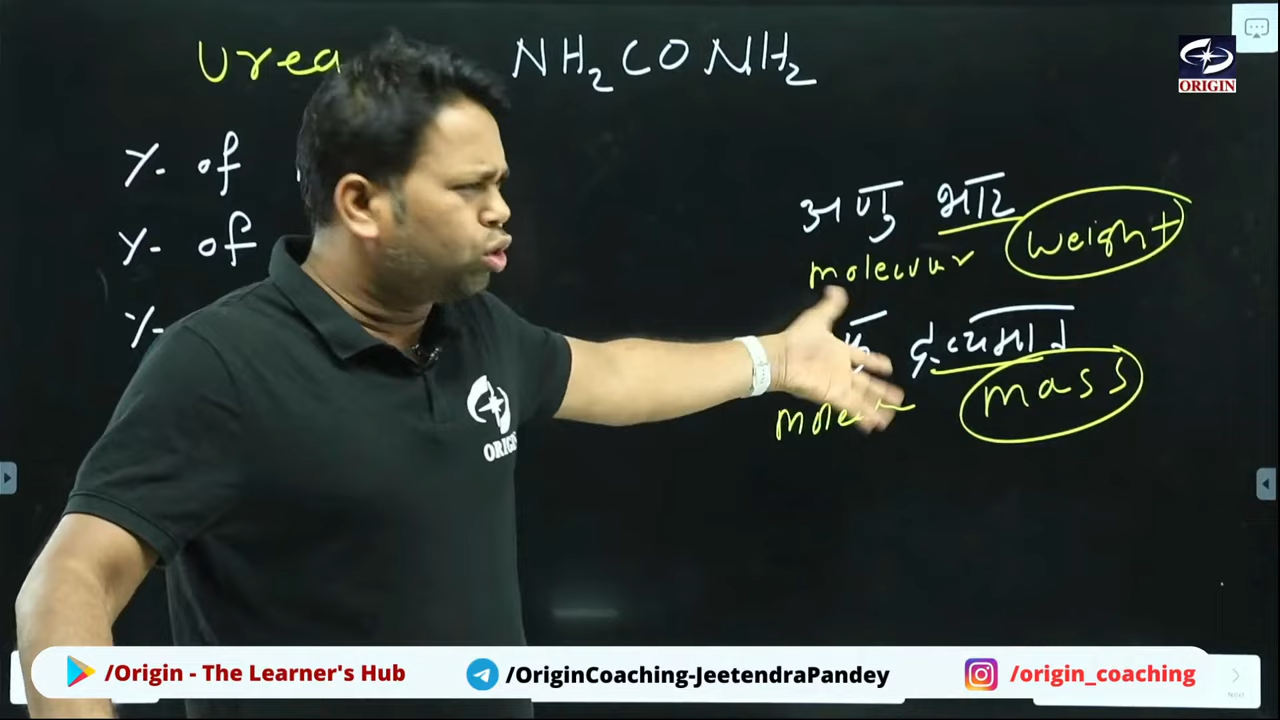 Urea NH2CONH2
ORIGIN
% of
% of
%
अणु भार weight
molecular
द्रव्यमान
mass
ORIGIN
/Origin - The Learner's Hub
/OriginCoaching-JeetendraPandey
/origin_coaching
Next